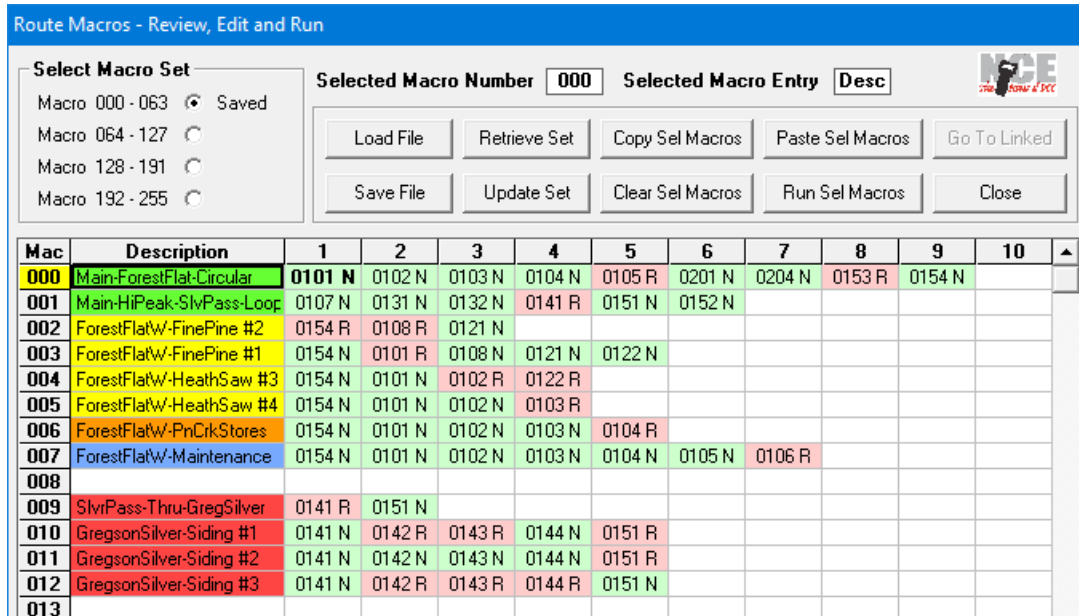 Route Macros - Review, Edit and Run
Select Macro Set
Macro 000 - 063 Saved
Macro 064 - 127
Macro 128 - 191
Macro 192 - 255
Selected Macro Number 000 Selected Macro Entry Desc
NCE
Load File Retrieve Set Copy Sel Macros Paste Sel Macros Go To Linked
Save File Update Set Clear Sel Macros Run Sel Macros Close
Mac Description 1 2 3 4 5 6 7 8 9 10
000 Main-ForestFlat-Circular 0101 N 0102 N 0103 N 0104 N 0105 R 0201 N 0204 N 0153 R 0154 N
001 Main-HiPeak-SlvPass-Loop 0107 N 0131 N 0132 N 0141 R 0151 N 0152 N
002 ForestFlatW-FinePine #2 0154 R 0108 R 0121 N
003 ForestFlatW-FinePine #1 0154 N 0101 R 0108 N 0121 N 0122 N
004 ForestFlatW-HeathSaw #3 0154 N 0101 N 0102 R 0122 R
005 ForestFlatW-HeathSaw #4 0154 N 0101 N 0102 N 0103 R
006 ForestFlatW-PnCrkStores 0154 N 0101 N 0102 N 0103 N 0104 R
007 ForestFlatW-Maintenance 0154 N 0101 N 0102 N 0103 N 0104 N 0105 N 0106 R
008
009 SlvrPass-Thru-GregSilver 0141 R 0151 N
010 GregsonSilver-Siding #1 0141 N 0142 R 0143 R 0144 N 0151 R
011 GregsonSilver-Siding #2 0141 N 0142 N 0143 N 0144 N 0151 R
012 GregsonSilver-Siding #3 0141 N 0142 R 0143 R 0144 R 0151 N
013